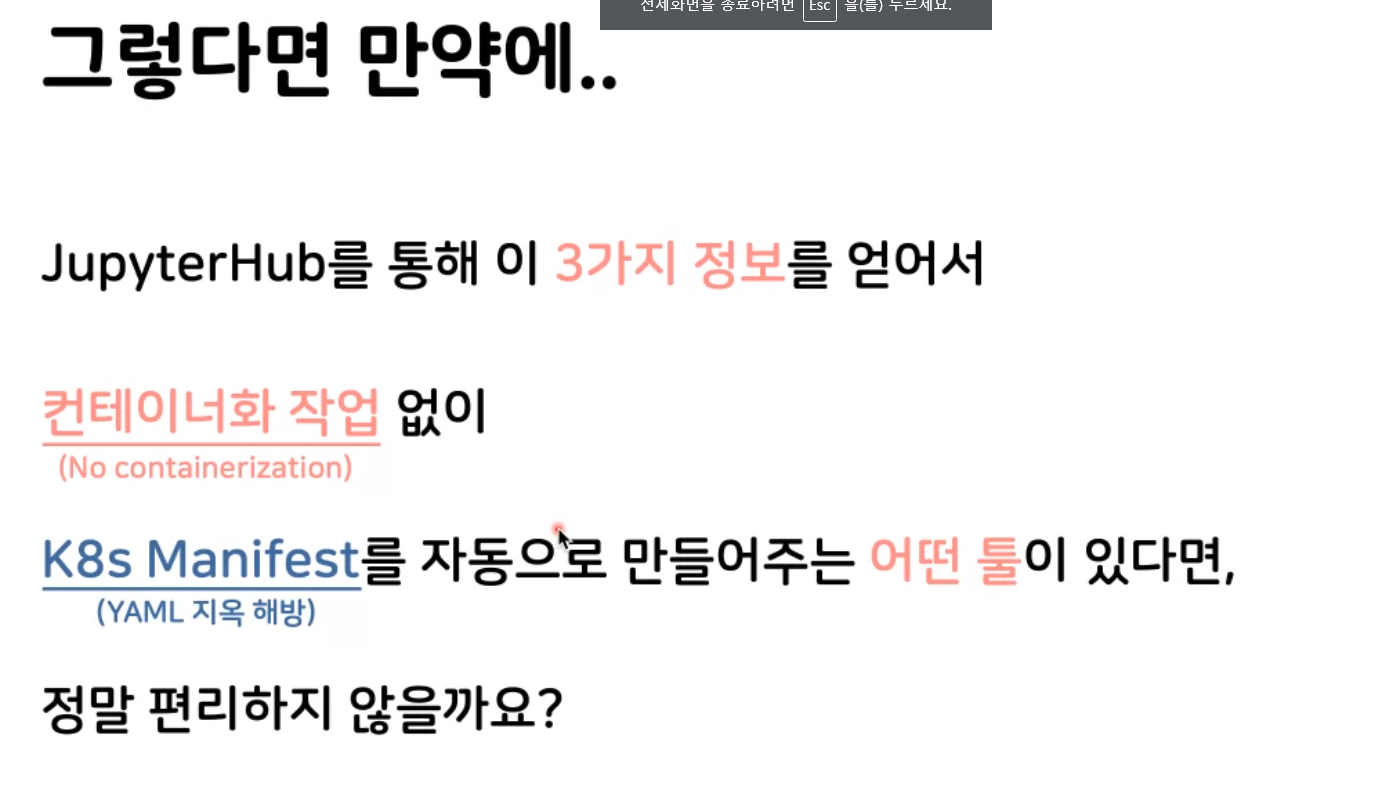 전체화면을 종료하려면 Esc 을(를) 누르세요.
그렇다면 만약에..
JupyterHub를 통해 이 3가지 정보를 얻어서
컨테이너화 작업 없이
(No containerization)
K8s Manifest를 자동으로 만들어주는 어떤 툴이 있다면,
(YAML 지옥 해방)
정말 편리하지 않을까요?